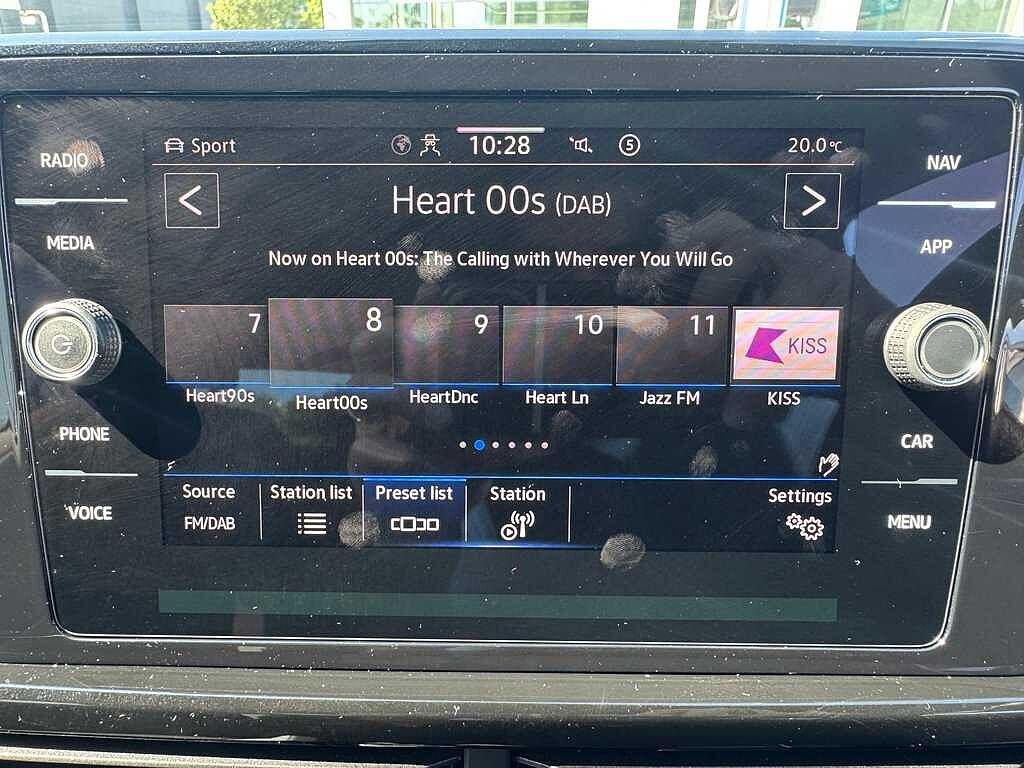 RADIO
MEDIA
PHONE
VOICE
Sport 10:28 5 20.0°C
Heart 00s (DAB)
Now on Heart 00s: The Calling with Wherever You Will Go
7 8 9 10 11 KISS
Heart90s Heart00s HeartDnc Heart Ln Jazz FM KISS
Source Station list Preset list Station Settings
FM/DAB
NAV
APP
CAR
MENU